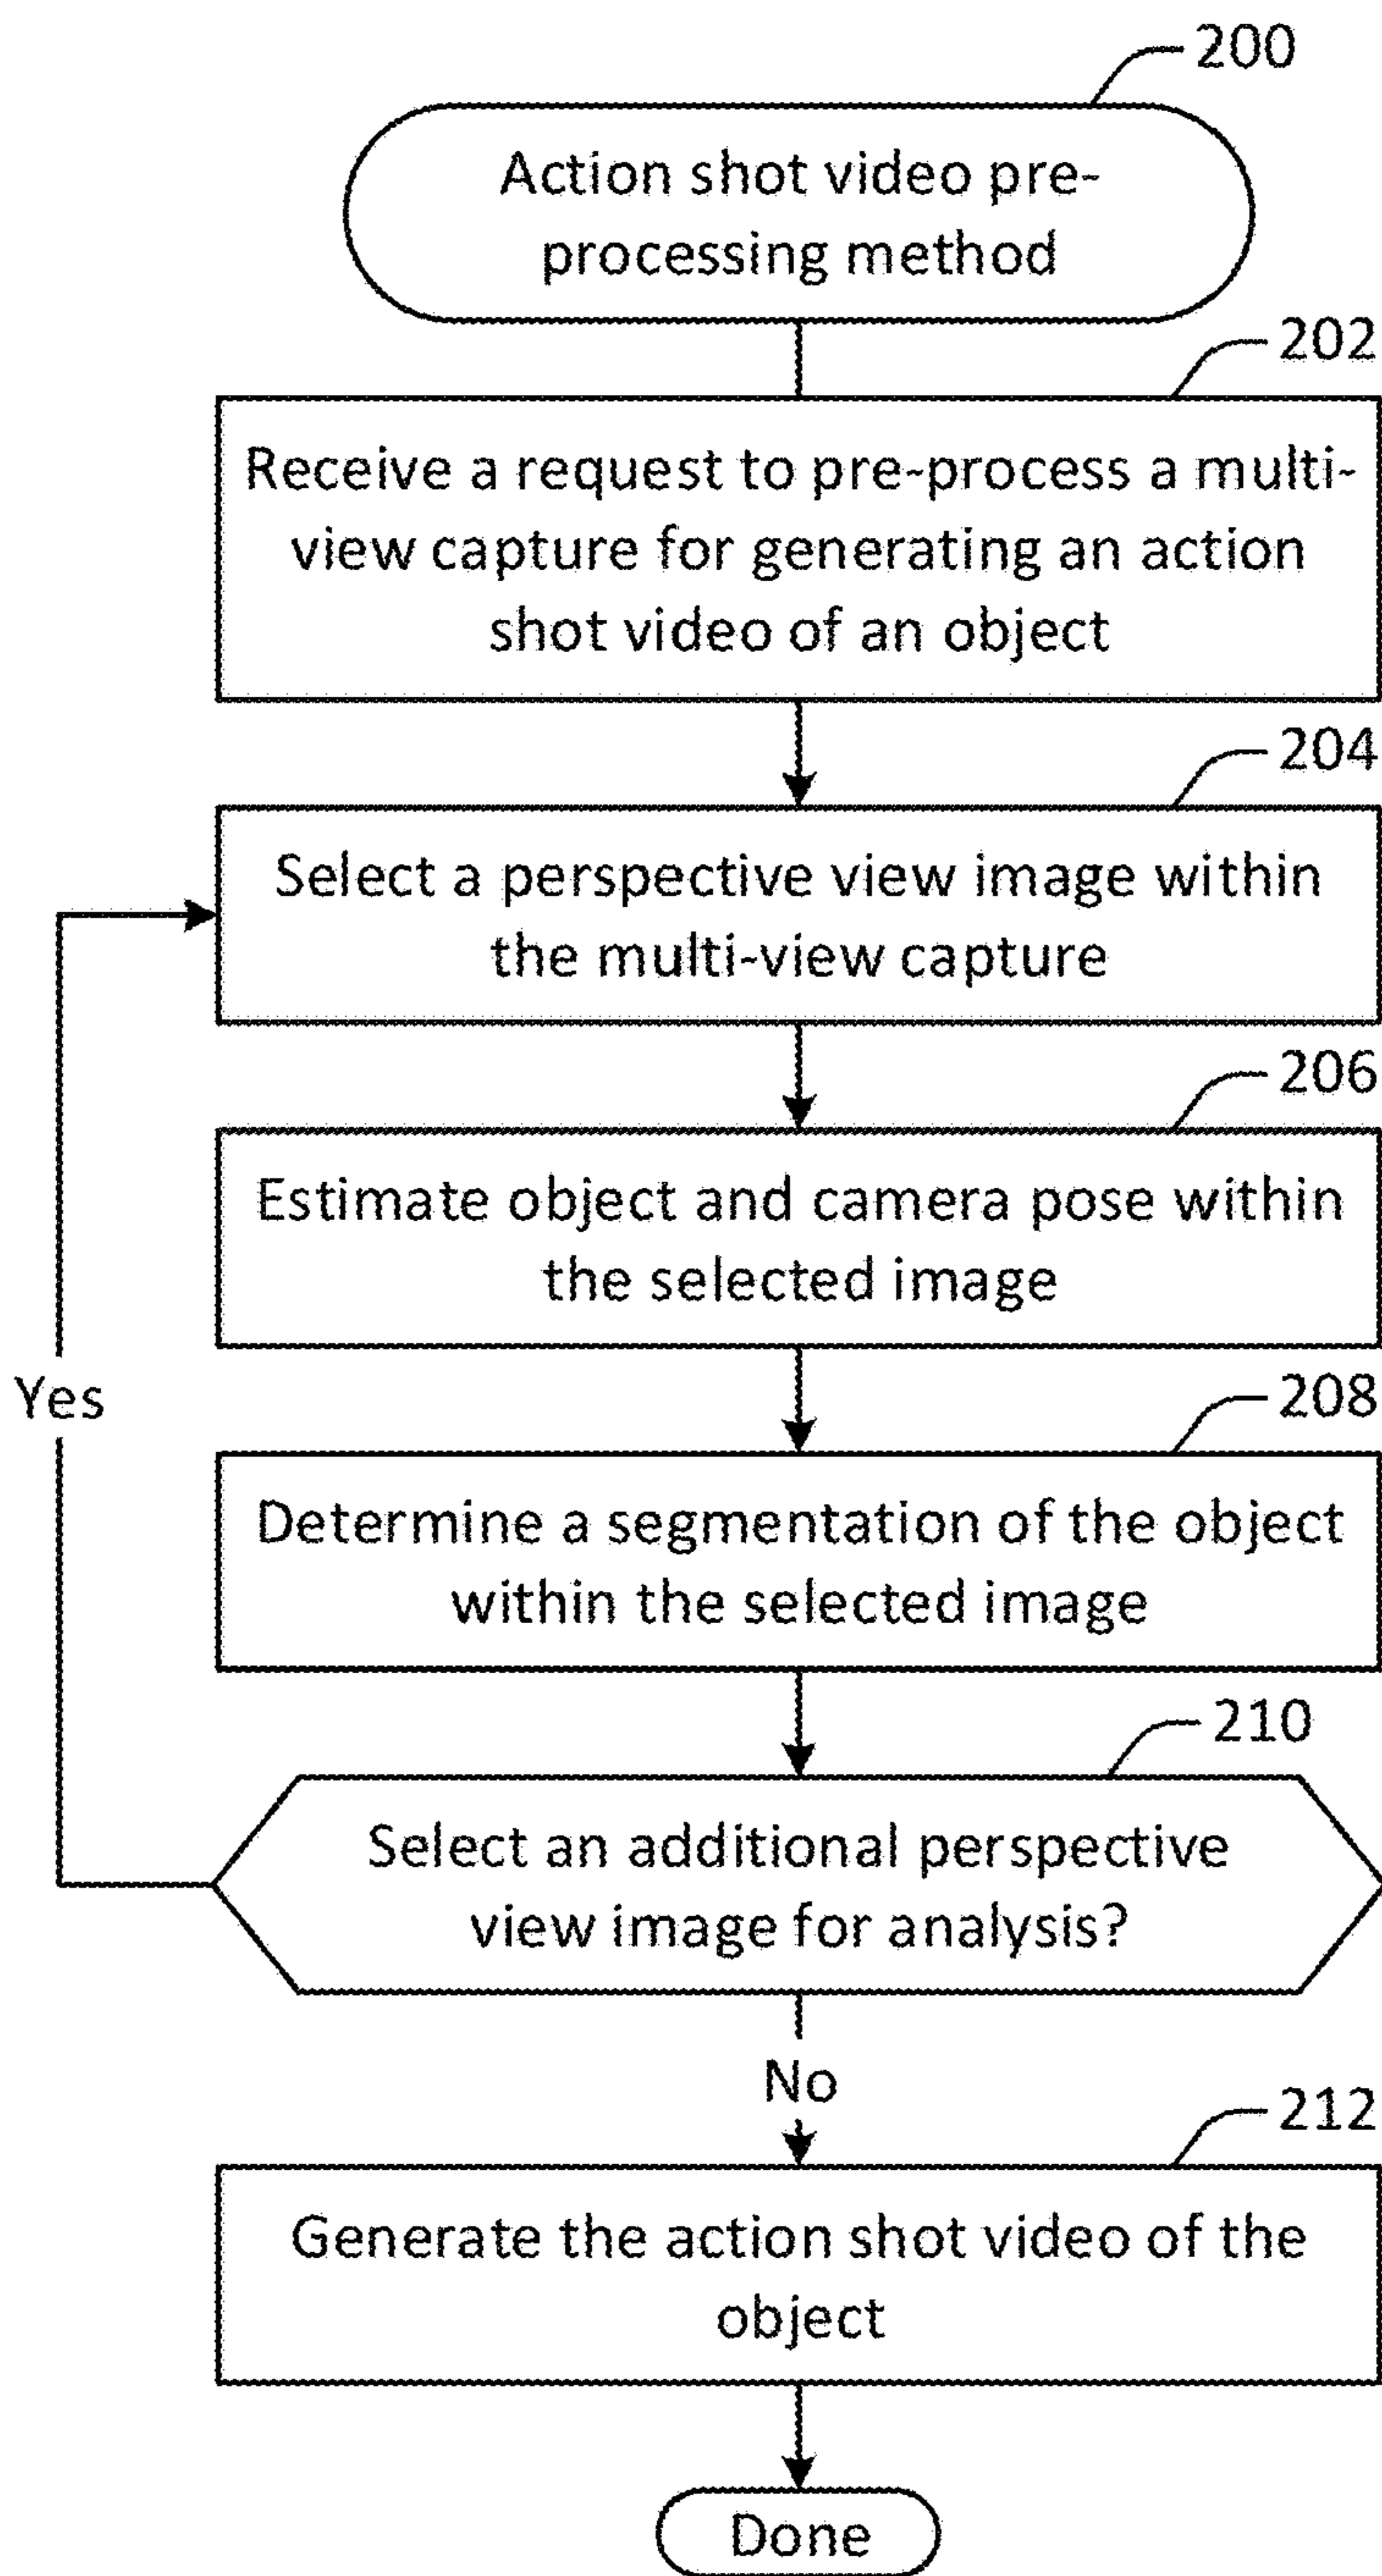 200
Action shot video pre-
processing method
202
Receive a request to pre-process a multi-
view capture for generating an action
shot video of an object
204
Select a perspective view image within
the multi-view capture
206
Estimate object and camera pose within
the selected image
Yes
208
Determine a segmentation of the object
within the selected image
210
Select an additional perspective
view image for analysis?
No
212
Generate the action shot video of the
object
Done